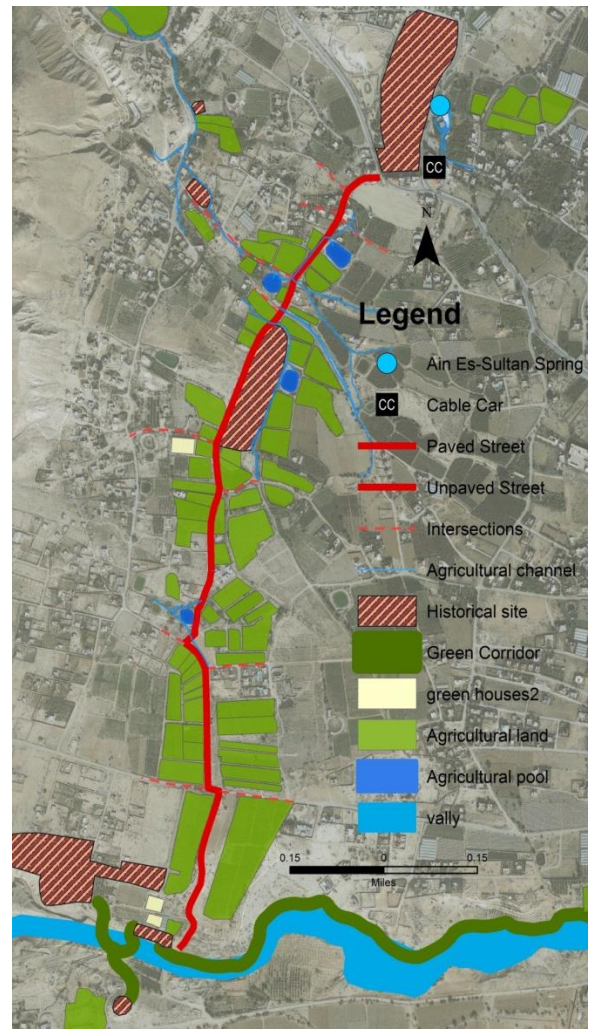 CC
N
Legend
Ain Es-Sultan Spring
CC Cable Car
Paved Street
Unpaved Street
Intersections
Agricultural channel
Historical site
Green Corridor
green houses2
Agricultural land
Agricultural pool
vally
0.15 0 0.15
Miles